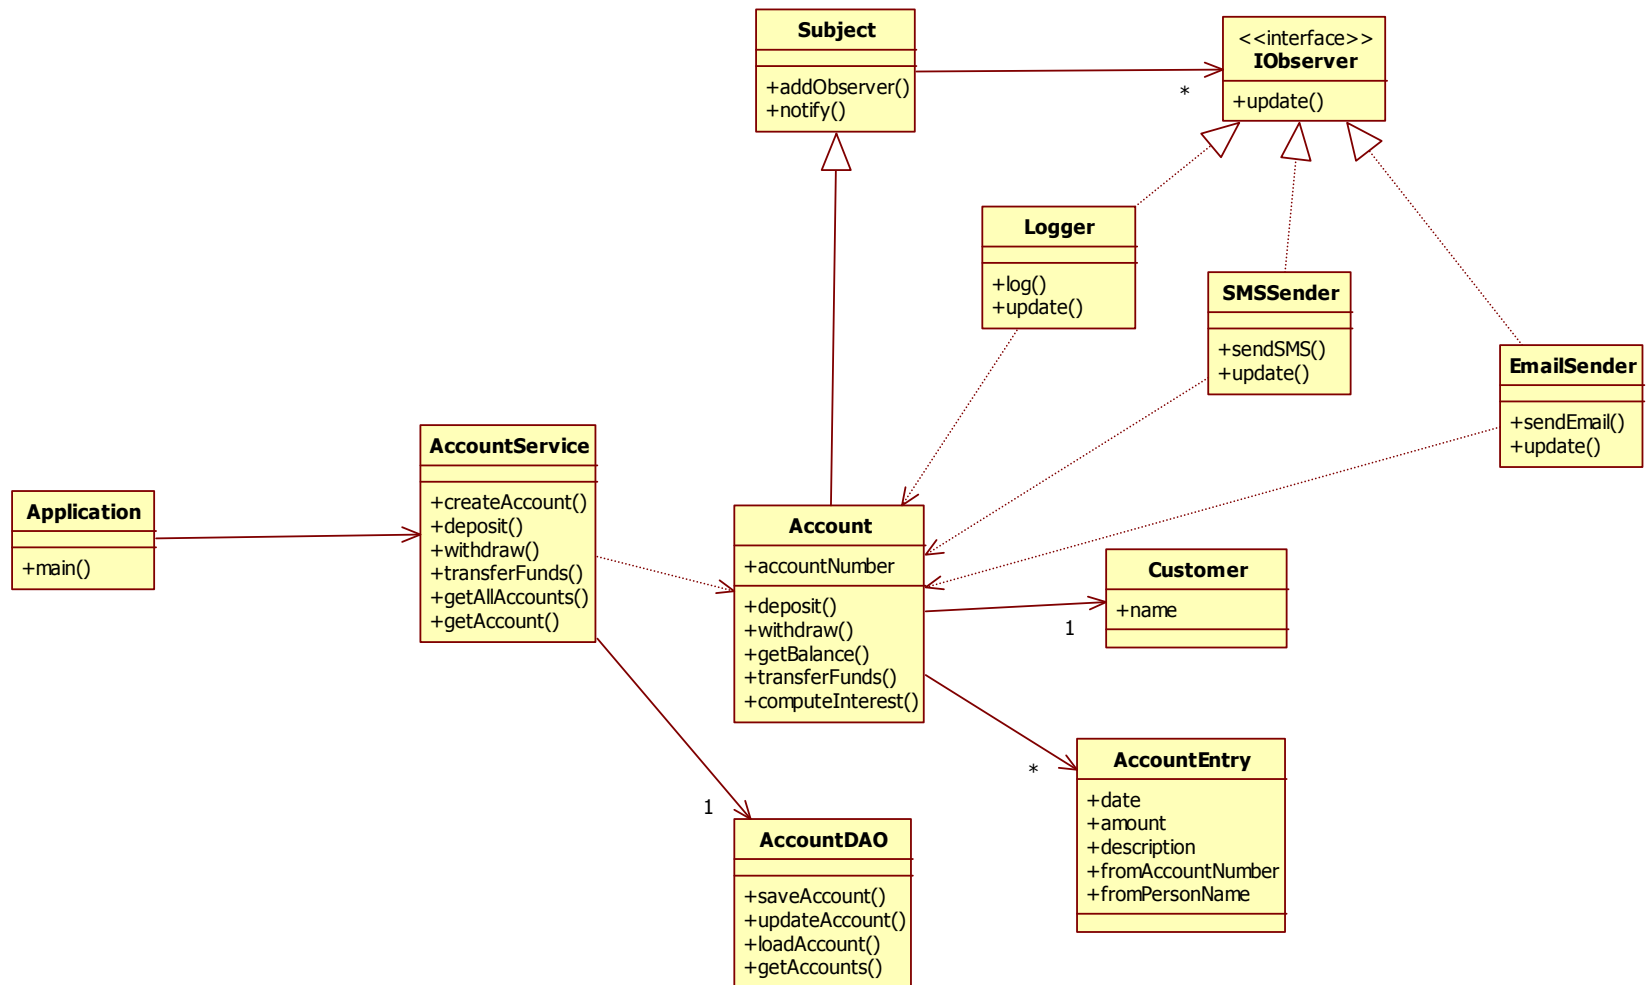 Subject
+addObserver()
+notify()
*
<<interface>>
IObserver
+update()
Logger
+log()
+update()
SMSSender
+sendSMS()
+update()
EmailSender
+sendEmail()
+update()
Application
+main()
AccountService
+createAccount()
+deposit()
+withdraw()
+transferFunds()
+getAllAccounts()
+getAccount()
Account
+accountNumber
+deposit()
+withdraw()
+getBalance()
+transferFunds()
+computeInterest()
1
Customer
+name
*
AccountEntry
+date
+amount
+description
+fromAccountNumber
+fromPersonName
1
AccountDAO
+saveAccount()
+updateAccount()
+loadAccount()
+getAccounts()